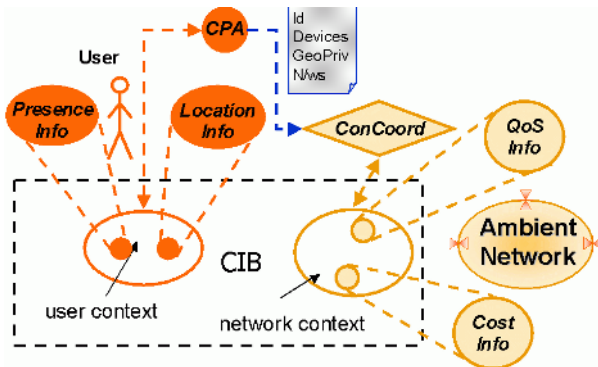 CPA
Id
Devices
GeoPriv
N/ws
User
Presence
Info
Location
Info
ConCoord
QoS
Info
CIB
Ambient
Network
user context
network context
Cost
Info